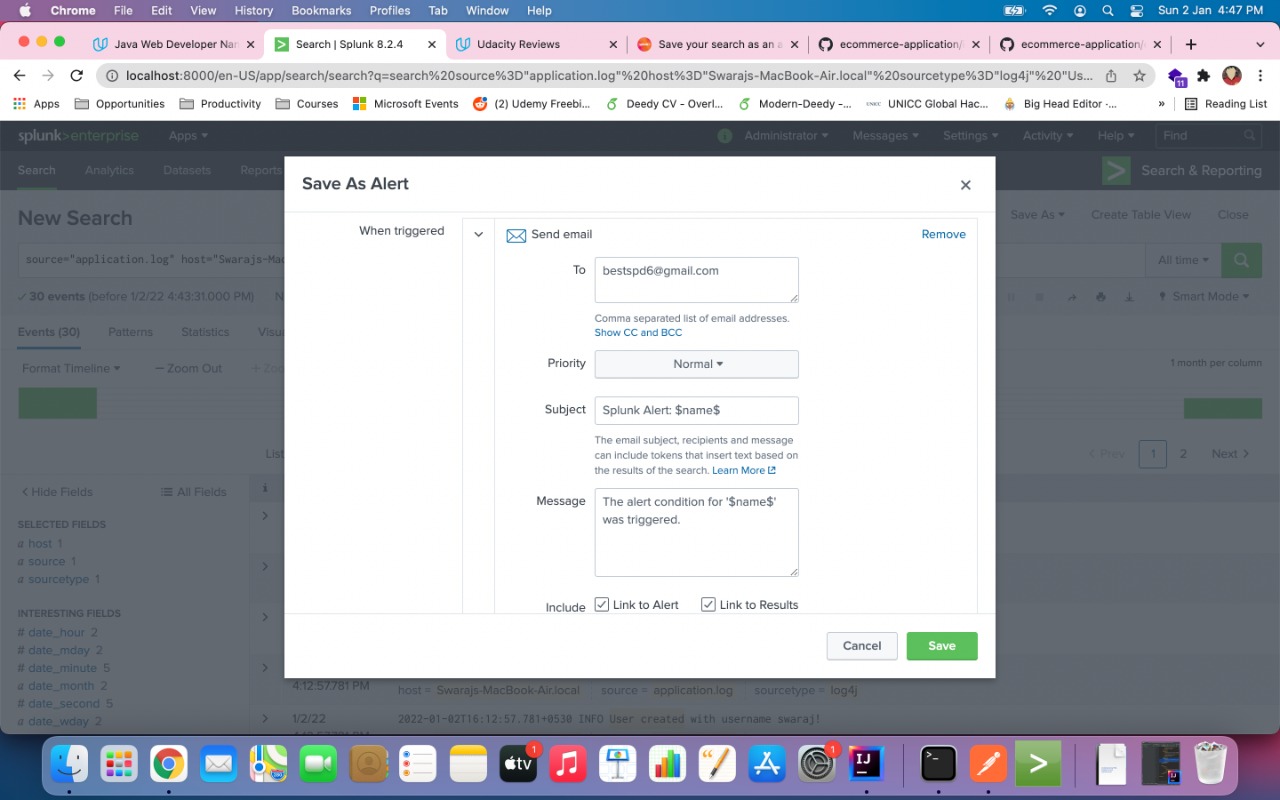 Chrome File Edit View History Bookmarks Profiles Tab Window Help Sun 2 Jan 4:47 PM
Java Web Developer Nan Search | Splunk 8.2.4 Udacity Reviews Save your search as an a ecommerce-application/ ecommerce-application/
localhost:8000/en-US/app/search/search?q=search%20source%3D"application.log"%20host%3D"Swarajs-MacBook-Air.local"%20sourcetype%3D"log4j"%20"Us... 11
Apps Opportunities Productivity Courses Microsoft Events (2) Udemy Freebi... Deedy CV - Overl... Modern-Deedy -... UNICC Global Hac... Big Head Editor -... » Reading List
splunk>enterprise Apps i Administrator Messages Settings Activity Help Find
Search Analytics Datasets Reports Search & Reporting
Save As Alert
New Search Save As Create Table View Close
When triggered Send email Remove
source="application.log" host="Swarajs-Mac All time
To bestspd6@gmail.com
30 events (before 1/2/22 4:43:31.000 PM) N Smart Mode
Comma separated list of email addresses.
Show CC and BCC
Events (30) Patterns Statistics Visu
Priority Normal
Format Timeline — Zoom Out + Zoo 1 month per column
Subject Splunk Alert: $name$
The email subject, recipients and message
can include tokens that insert text based on
the results of the search. Learn More
List < Prev 1 2 Next >
Hide Fields All Fields i
Message The alert condition for '$name$'
was triggered.
SELECTED FIELDS
a host 1
a source 1
a sourcetype 1
Include Link to Alert Link to Results
INTERESTING FIELDS
# date_hour 2
# date_mday 2
# date_minute 5
a date_month 2
# date_second 5
a date_wday 2
Cancel Save
4:12:57.781 PM host = Swarajs-MacBook-Air.local source = application.log sourcetype = log4j
1/2/22 2022-01-02T16:12:57.781+0530 INFO User created with username swaraj!
tv 1 1 IJ >_